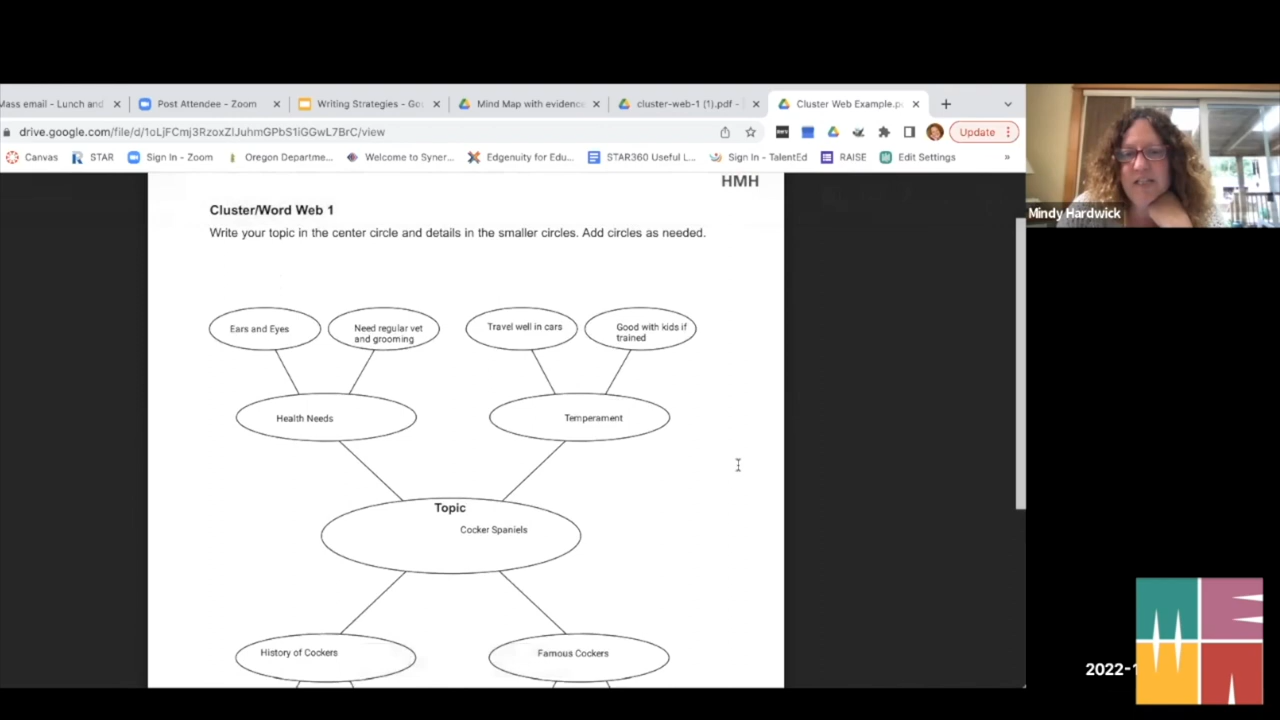 Mass email - Lunch and
Post Attendee - Zoom
Writing Strategies - Go
Mind Map with evidence
cluster-web-1 (1).pdf -
Cluster Web Example.p
drive.google.com/file/d/1oLjFCmj3RzoxZlJuhmGPbS1iGGwL7BrC/view
Update
Canvas
STAR
Sign In - Zoom
Oregon Departme...
Welcome to Syner...
Edgenuity for Edu...
STAR360 Useful L...
Sign In - TalentEd
RAISE
Edit Settings
»
HMH
Cluster/Word Web 1
Write your topic in the center circle and details in the smaller circles. Add circles as needed.
Ears and Eyes
Need regular vet
and grooming
Travel well in cars
Good with kids if
trained
Health Needs
Temperament
Topic
Cocker Spaniels
History of Cockers
Famous Cockers
Mindy Hardwick
2022-1